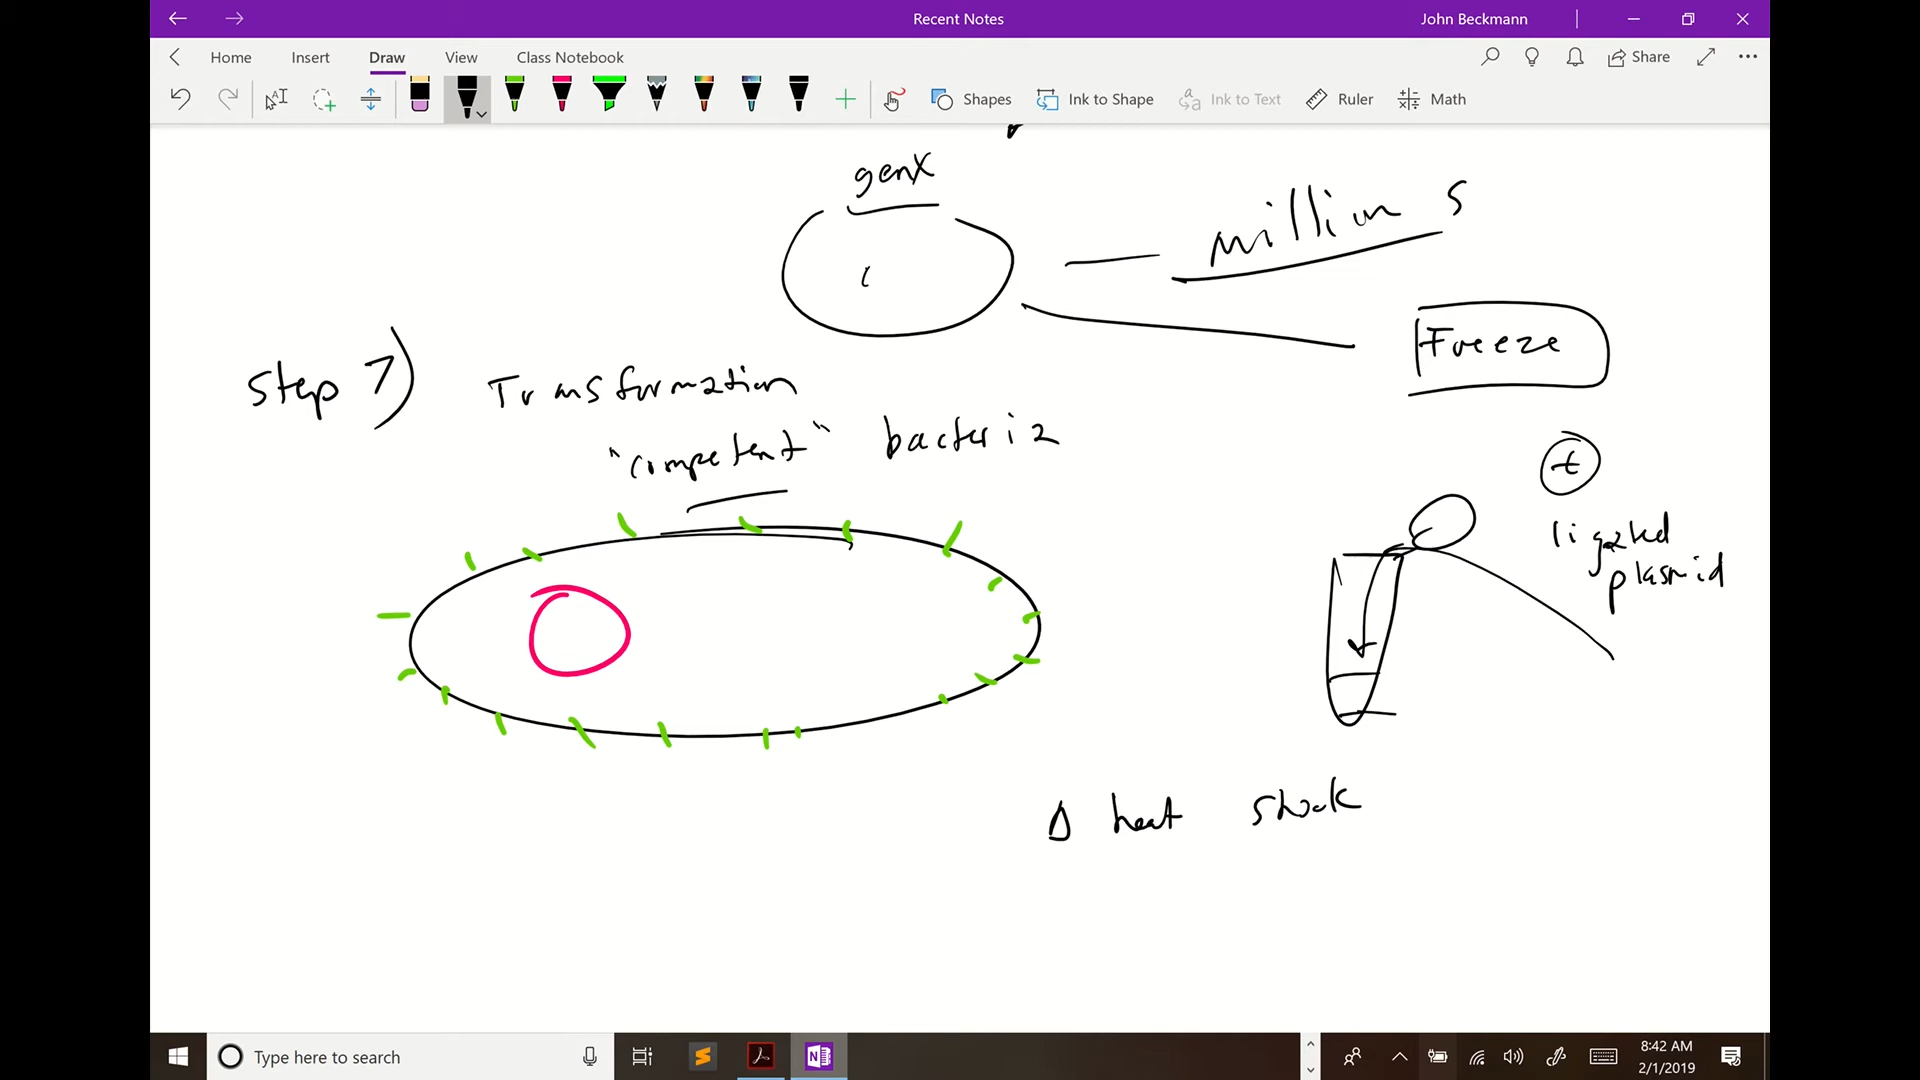 Recent Notes
John Beckmann
Home Insert Draw View Class Notebook
Share
Shapes Ink to Shape Ink to Text Ruler Math
genX
millions
Freeze
Step 7) Transformation
"competent" bacteria
+
ligated
plasmid
Δ heat shock
Type here to search
8:42 AM
2/1/2019